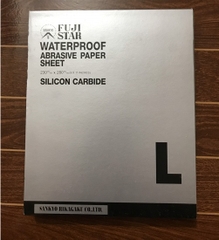 FUJI
STAR
WATERPROOF
ABRASIVE PAPER
SHEET
SILICON CARBIDE
L
SANKYO RIKAGAKU CO.,LTD.